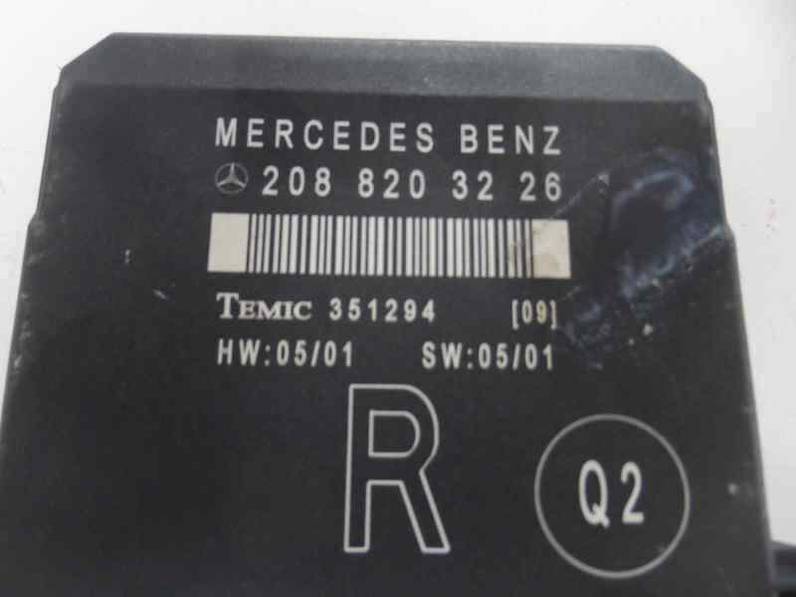 MERCEDES BENZ
208 820 32 26
TEMIC 351294 [09]
HW:05/01 SW:05/01
R
Q2